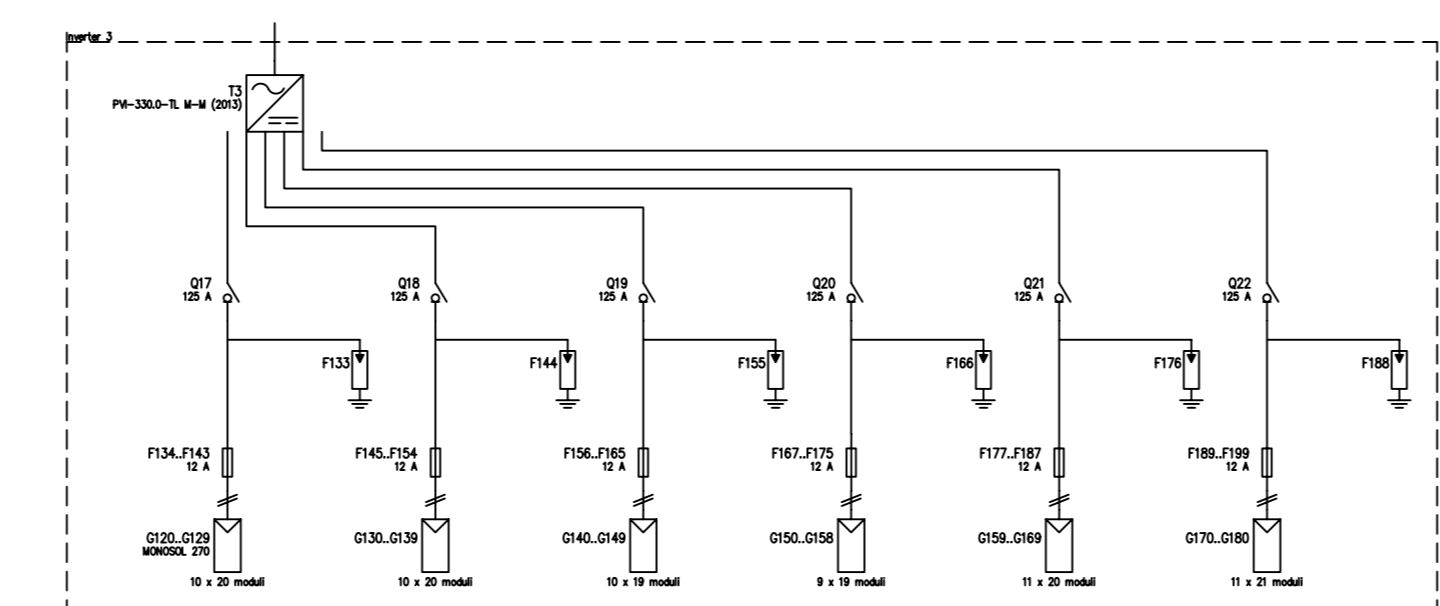 Inverter 3
T3
PVI-330.0-TL M-M (2013)
Q17
125 A
Q18
125 A
Q19
125 A
Q20
125 A
Q21
125 A
Q22
125 A
F133
F144
F155
F166
F176
F188
F134..F143
12 A
F145..F154
12 A
F156..F165
12 A
F167..F175
12 A
F177..F187
12 A
F189..F199
12 A
G120..G129
MONOSOL 270
10 x 20 moduli
G130..G139
10 x 20 moduli
G140..G149
10 x 19 moduli
G150..G158
9 x 19 moduli
G159..G169
11 x 20 moduli
G170..G180
11 x 21 moduli